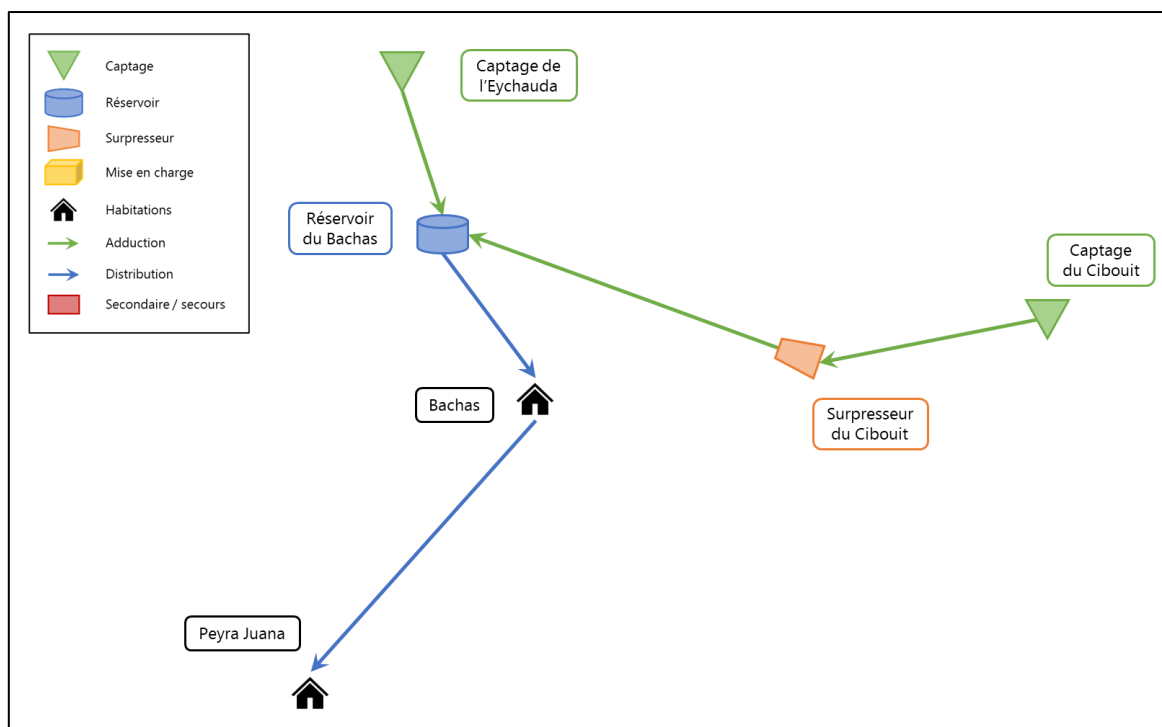 Captage
Réservoir
Surpresseur
Mise en charge
Habitations
Adduction
Distribution
Secondaire / secours
Captage de
l’Eychauda
Réservoir
du Bachas
Captage
du Cibouit
Bachas
Surpresseur
du Cibouit
Peyra Juana